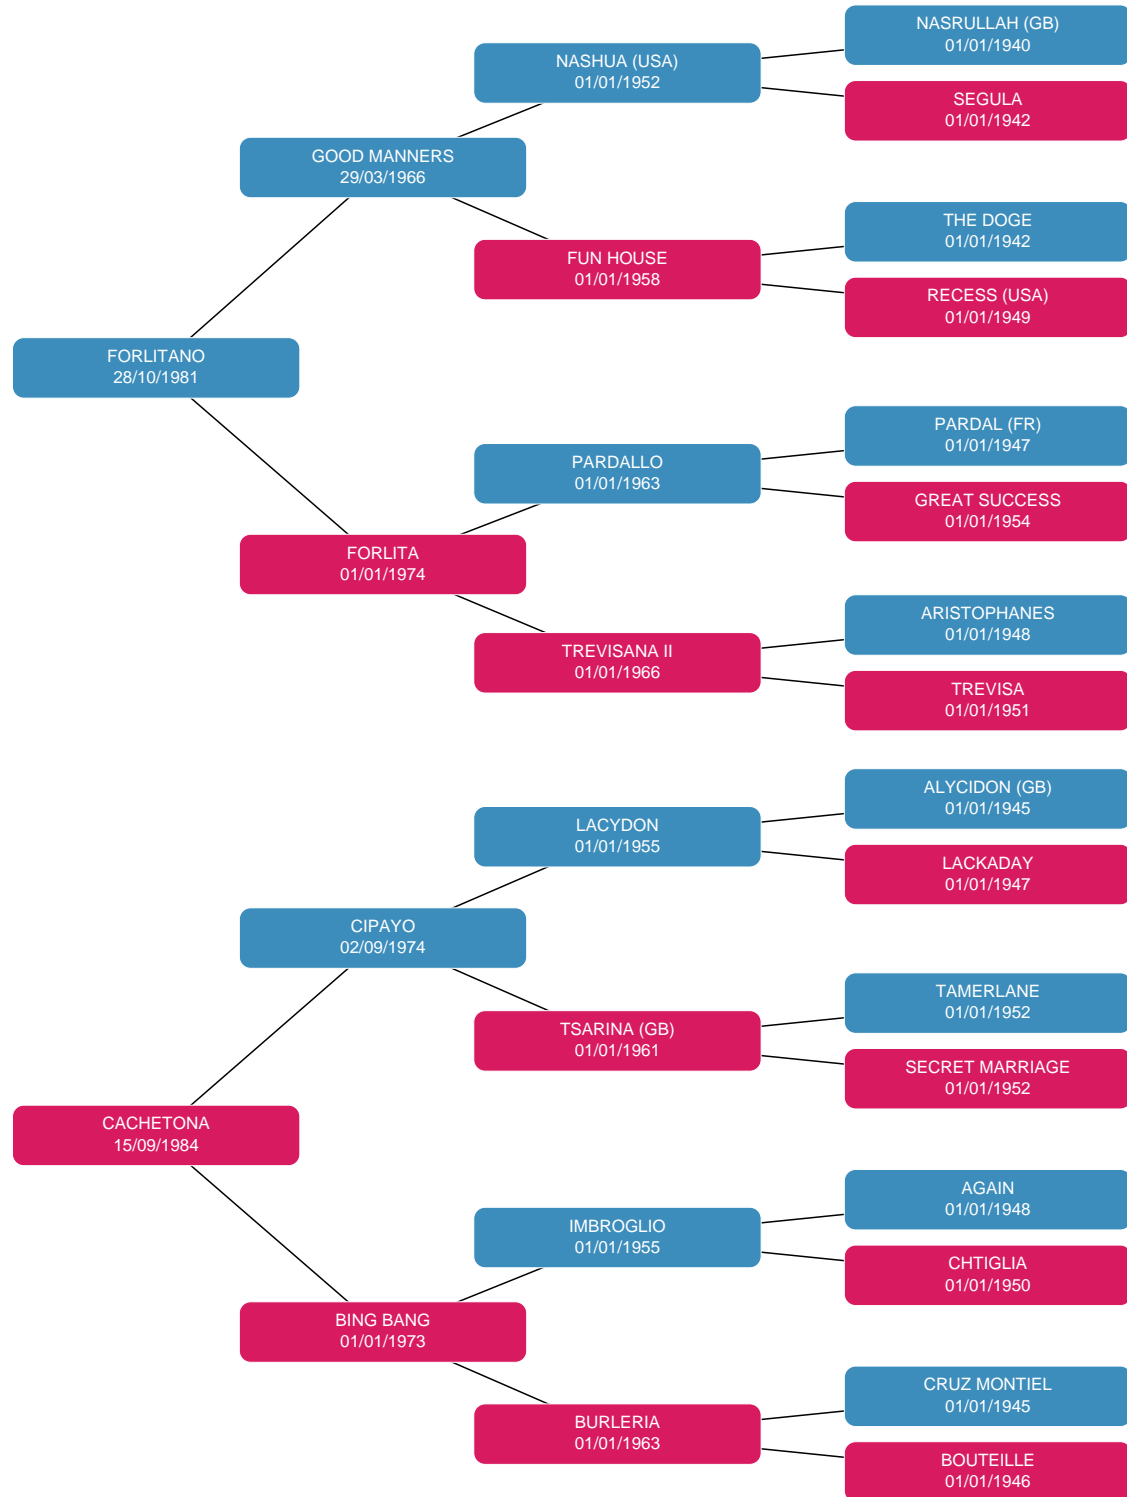 NASRULLAH (GB)
01/01/1940
NASHUA (USA)
01/01/1952
SEGULA
01/01/1942
GOOD MANNERS
29/03/1966
THE DOGE
01/01/1942
FUN HOUSE
01/01/1958
RECESS (USA)
01/01/1949
FORLITANO
28/10/1981
PARDAL (FR)
01/01/1947
PARDALLO
01/01/1963
GREAT SUCCESS
01/01/1954
FORLITA
01/01/1974
ARISTOPHANES
01/01/1948
TREVISANA II
01/01/1966
TREVISA
01/01/1951
ALYCIDON (GB)
01/01/1945
LACYDON
01/01/1955
LACKADAY
01/01/1947
CIPAYO
02/09/1974
TAMERLANE
01/01/1952
TSARINA (GB)
01/01/1961
SECRET MARRIAGE
01/01/1952
CACHETONA
15/09/1984
AGAIN
01/01/1948
IMBROGLIO
01/01/1955
CHTIGLIA
01/01/1950
BING BANG
01/01/1973
CRUZ MONTIEL
01/01/1945
BURLERIA
01/01/1963
BOUTEILLE
01/01/1946